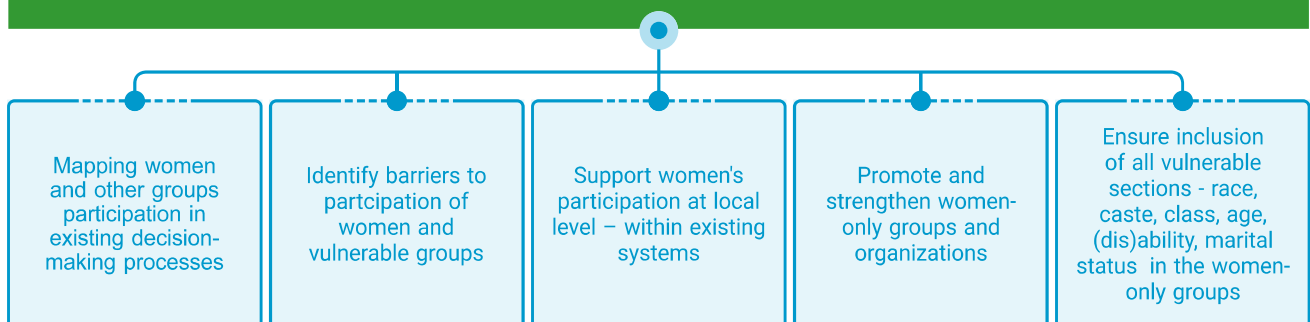 Mapping women
and other groups
particpation in
existing decision-
making processes
Identify barriers to
partcipation of
women and
vulnerable groups
Support women's
participation at local
level – within existing
systems
Promote and
strengthen women-
only groups and
organizations
Ensure inclusion
of all vulnerable
sections - race,
caste, class, age,
(dis)ability, marital
status  in the women-
only groups